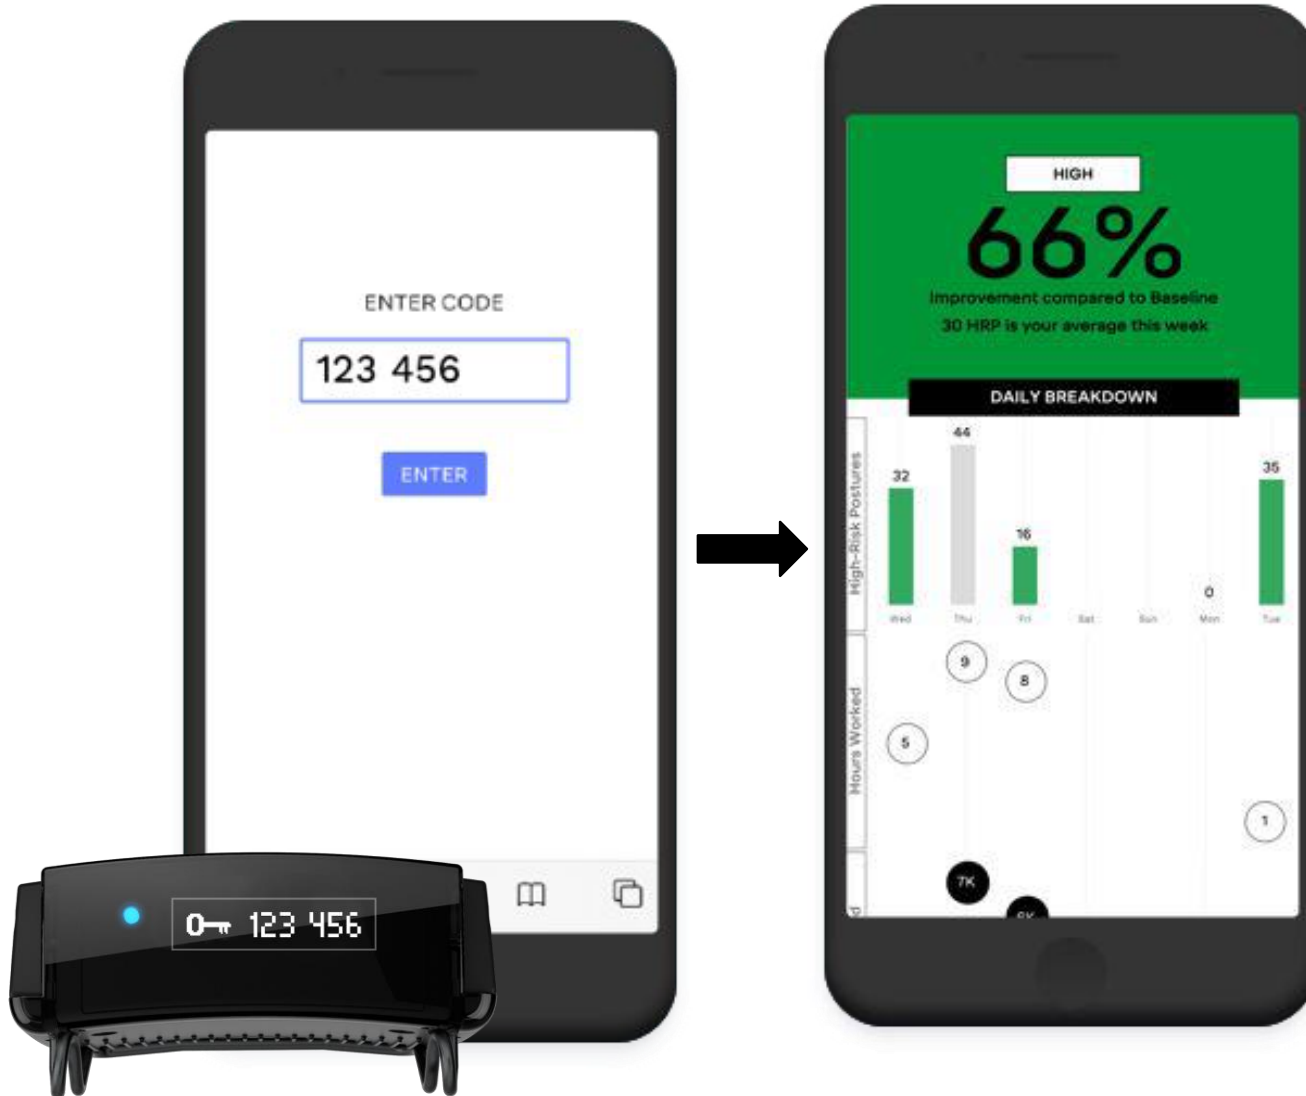 ENTER CODE
123 456
ENTER
123 456
HIGH
66%
Improvement compared to Baseline
30 HRP is your average this week
DAILY BREAKDOWN
High-Risk Postures
32
44
16
0
35
Wed
Thu
Fri
Sat
Sun
Mon
Tue
Hours Worked
5
9
8
1
7K